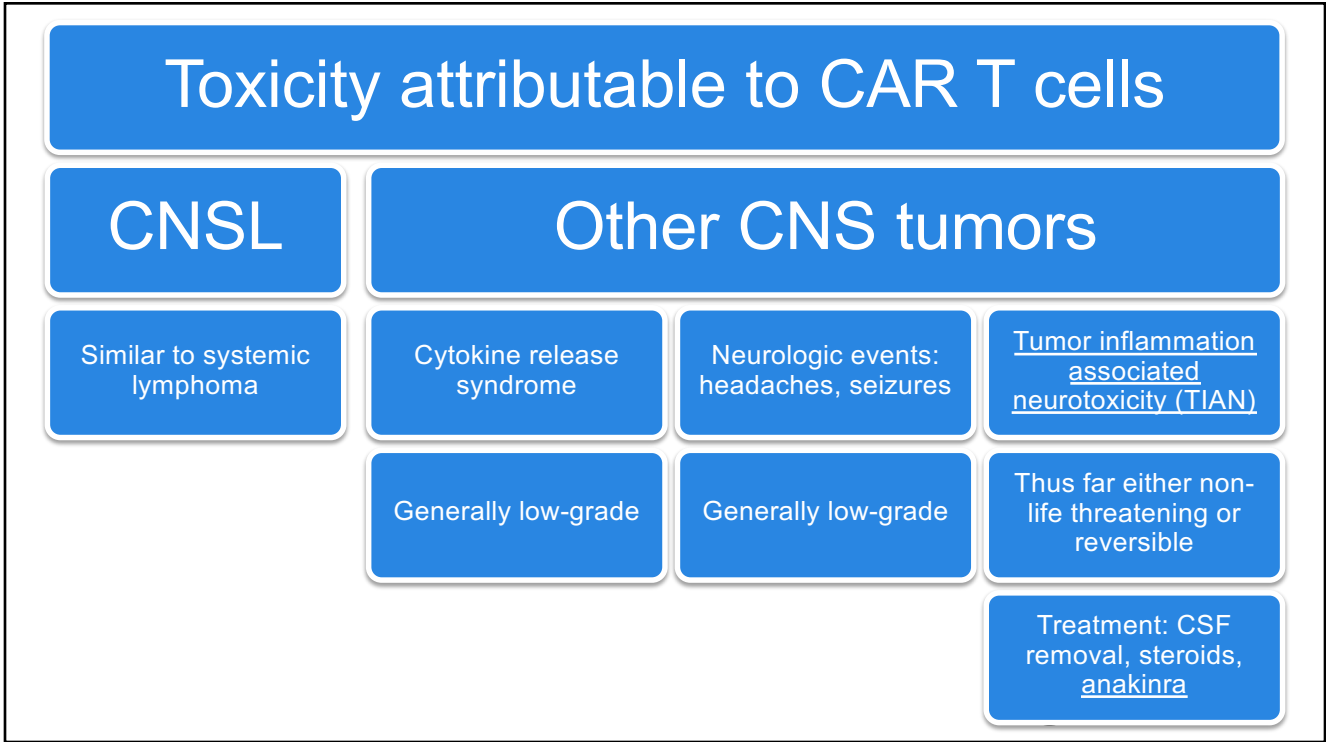 Toxicity attributable to CAR T cells
CNSL
Other CNS tumors
Similar to systemic
lymphoma
Cytokine release
syndrome
Neurologic events:
headaches, seizures
Tumor inflammation
associated
neurotoxicity (TIAN)
Generally low-grade
Generally low-grade
Thus far either non-
life threatening or
reversible
Treatment: CSF
removal, steroids,
anakinra